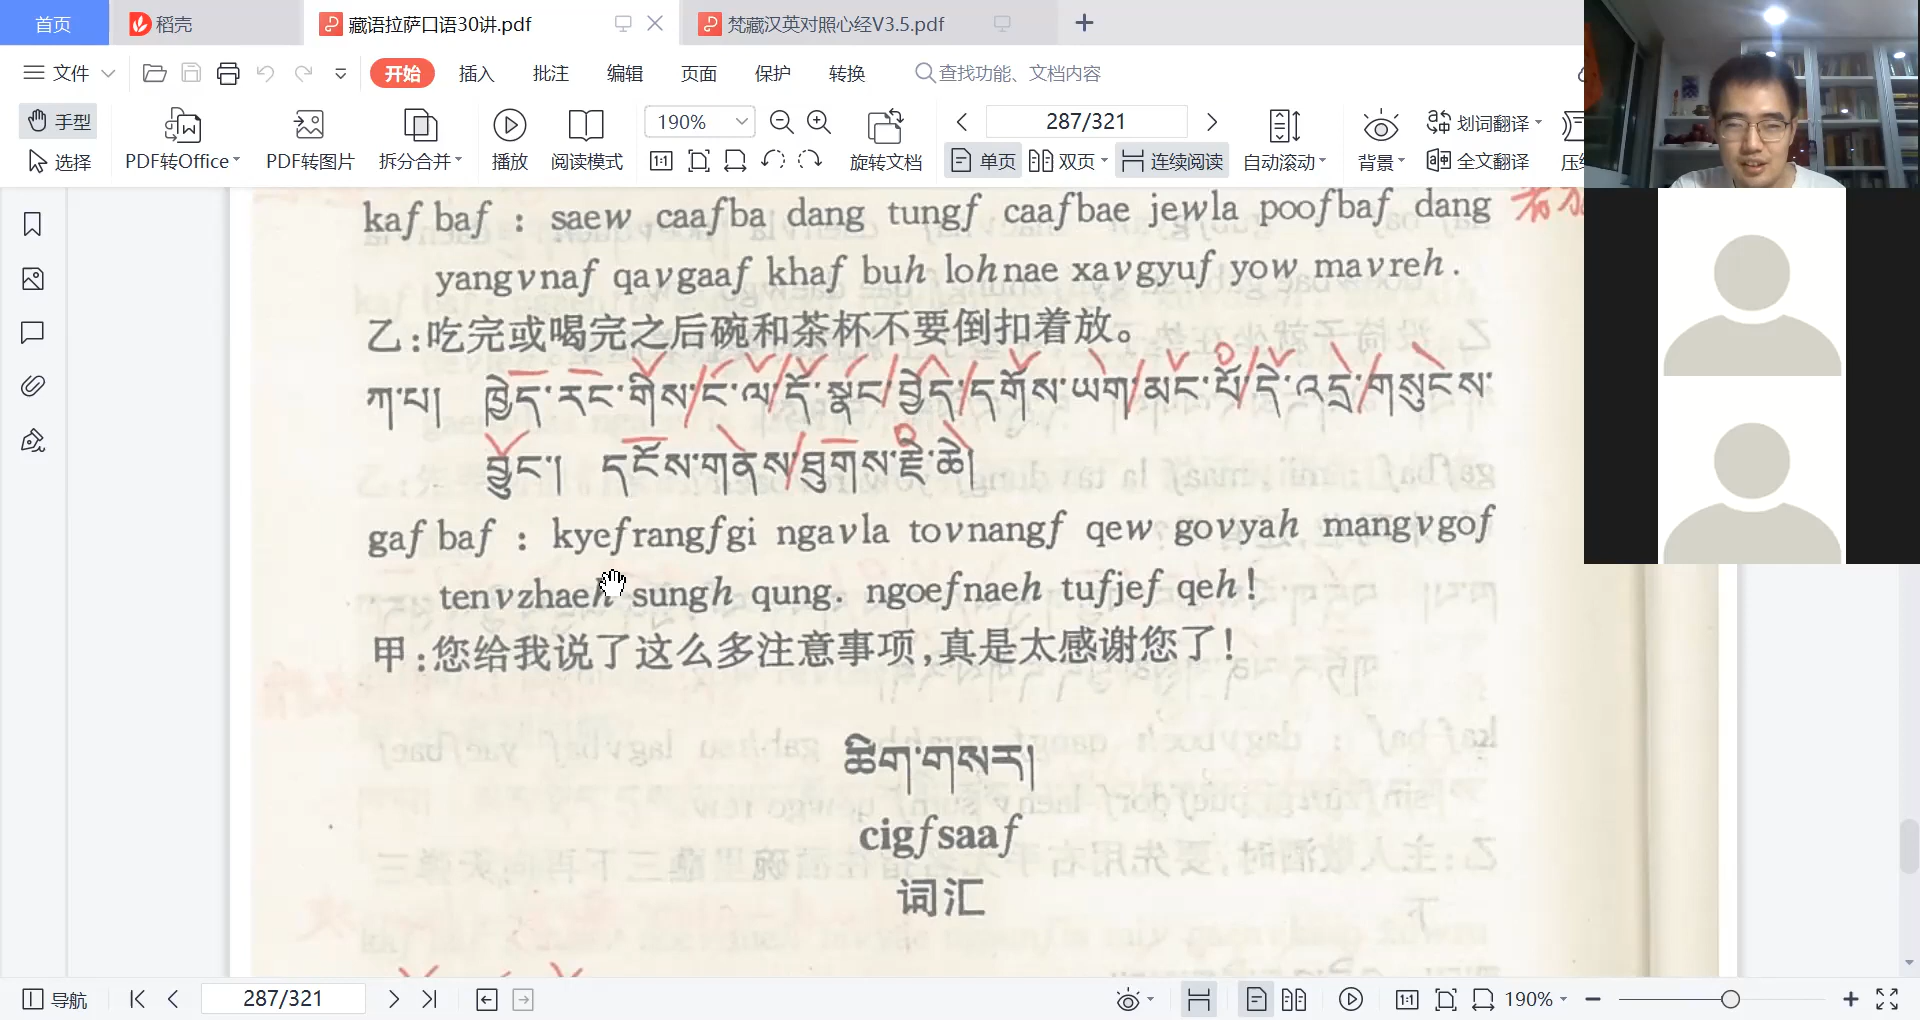 首页 稻壳 藏语拉萨口语30讲.pdf 梵藏汉英对照心经V3.5.pdf
文件 开始 插入 批注 编辑 页面 保护 转换 查找功能、文档内容
手型 190% 287/321 划词翻译
选择 PDF转Office PDF转图片 拆分合并 播放 阅读模式 旋转文档 单页 双页 连续阅读 自动滚动 背景 全文翻译
kaf baf : saew caafba dang tungf caafbae jewla poofbaf dang
yangvnaf qavgaaf khaf buh lohnae xavgyuf yow mavreh.
乙:吃完或喝完之后碗和茶杯不要倒扣着放。
ཀ་པ། ཁྱེད་རང་གིས་ང་ལ་དོ་སྣང་བྱེད་དགོས་ཡག་མང་པོ་དེ་འདྲ་གསུངས་
བྱུང་། དངོས་གནས་ཐུགས་རྗེ་ཆེ།
gaf baf : kyefrangfgi ngavla tovnangf qew govyah mangvgof
tenvzhaeh sungh qung. ngoefnaeh tufjef qeh!
甲:您给我说了这么多注意事项,真是太感谢您了!
ཆིག་གསར།
cigfsaaf
词汇
导航 287/321 190%